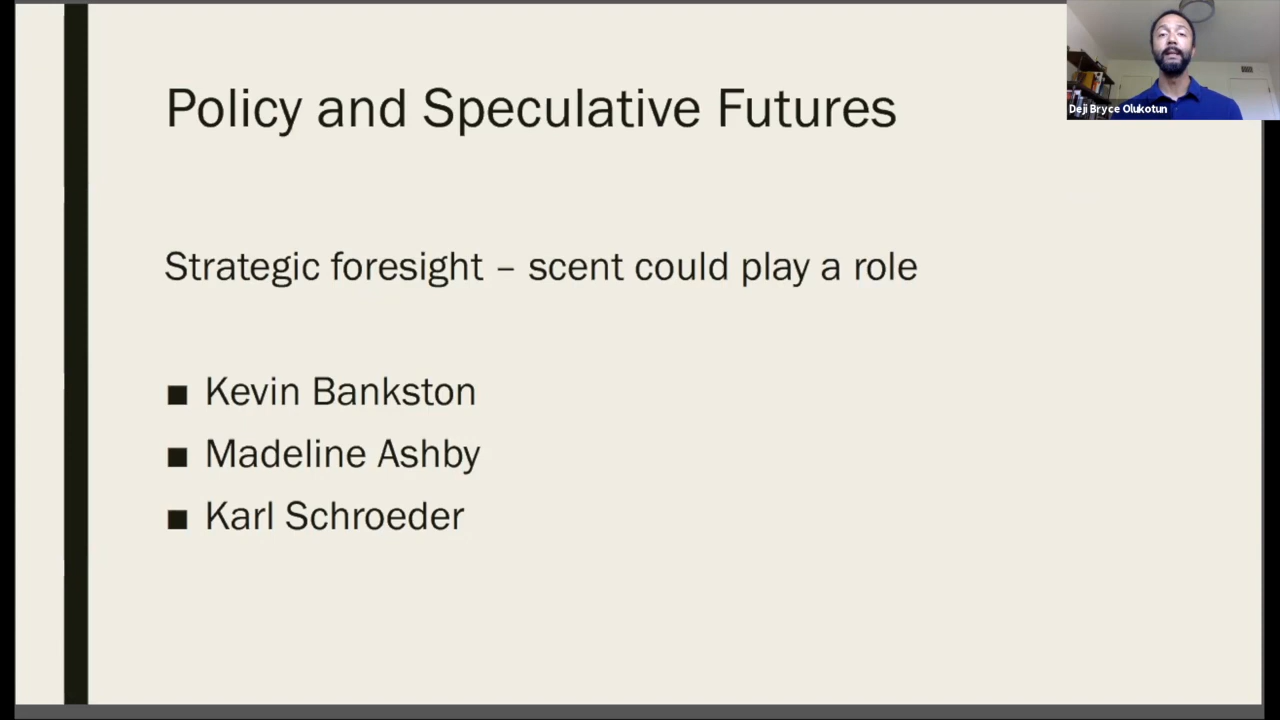 Policy and Speculative Futures
Deji Bryce Olukotun
Strategic foresight – scent could play a role
■ Kevin Bankston
■ Madeline Ashby
■ Karl Schroeder